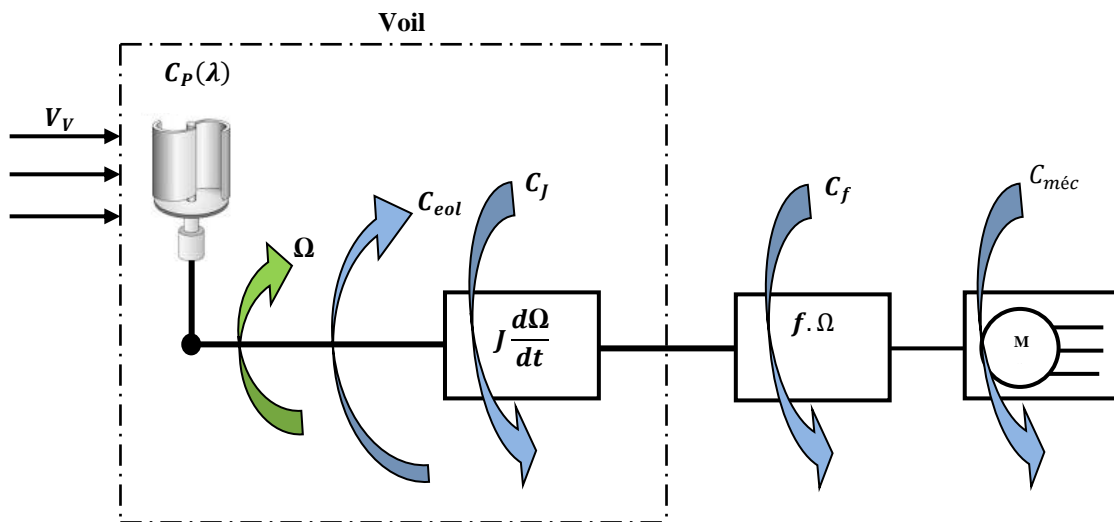 Voil
C_P(λ)
V_V
Ω
C_eol
C_J
C_f
C_méc
J dΩ/dt
f.Ω
M